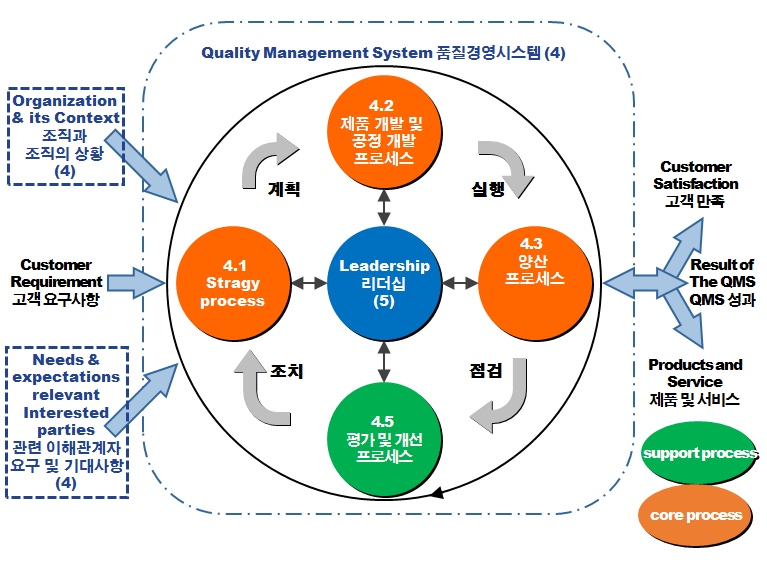 Quality Management System 품질경영시스템 (4)
Organization
& its Context
조직과
조직의 상황
(4)
Customer
Requirement
고객 요구사항
Needs &
expectations
relevant
Interested
parties
관련 이해관계자
요구 및 기대사항
(4)
4.2
제품 개발 및
공정 개발
프로세스
계획
실행
4.1
Stragy
process
Leadership
리더십
(5)
4.3
양산
프로세스
조치
점검
4.5
평가 및 개선
프로세스
Customer
Satisfaction
고객 만족
Result of
The QMS
QMS 성과
Products and
Service
제품 및 서비스
support process
core process